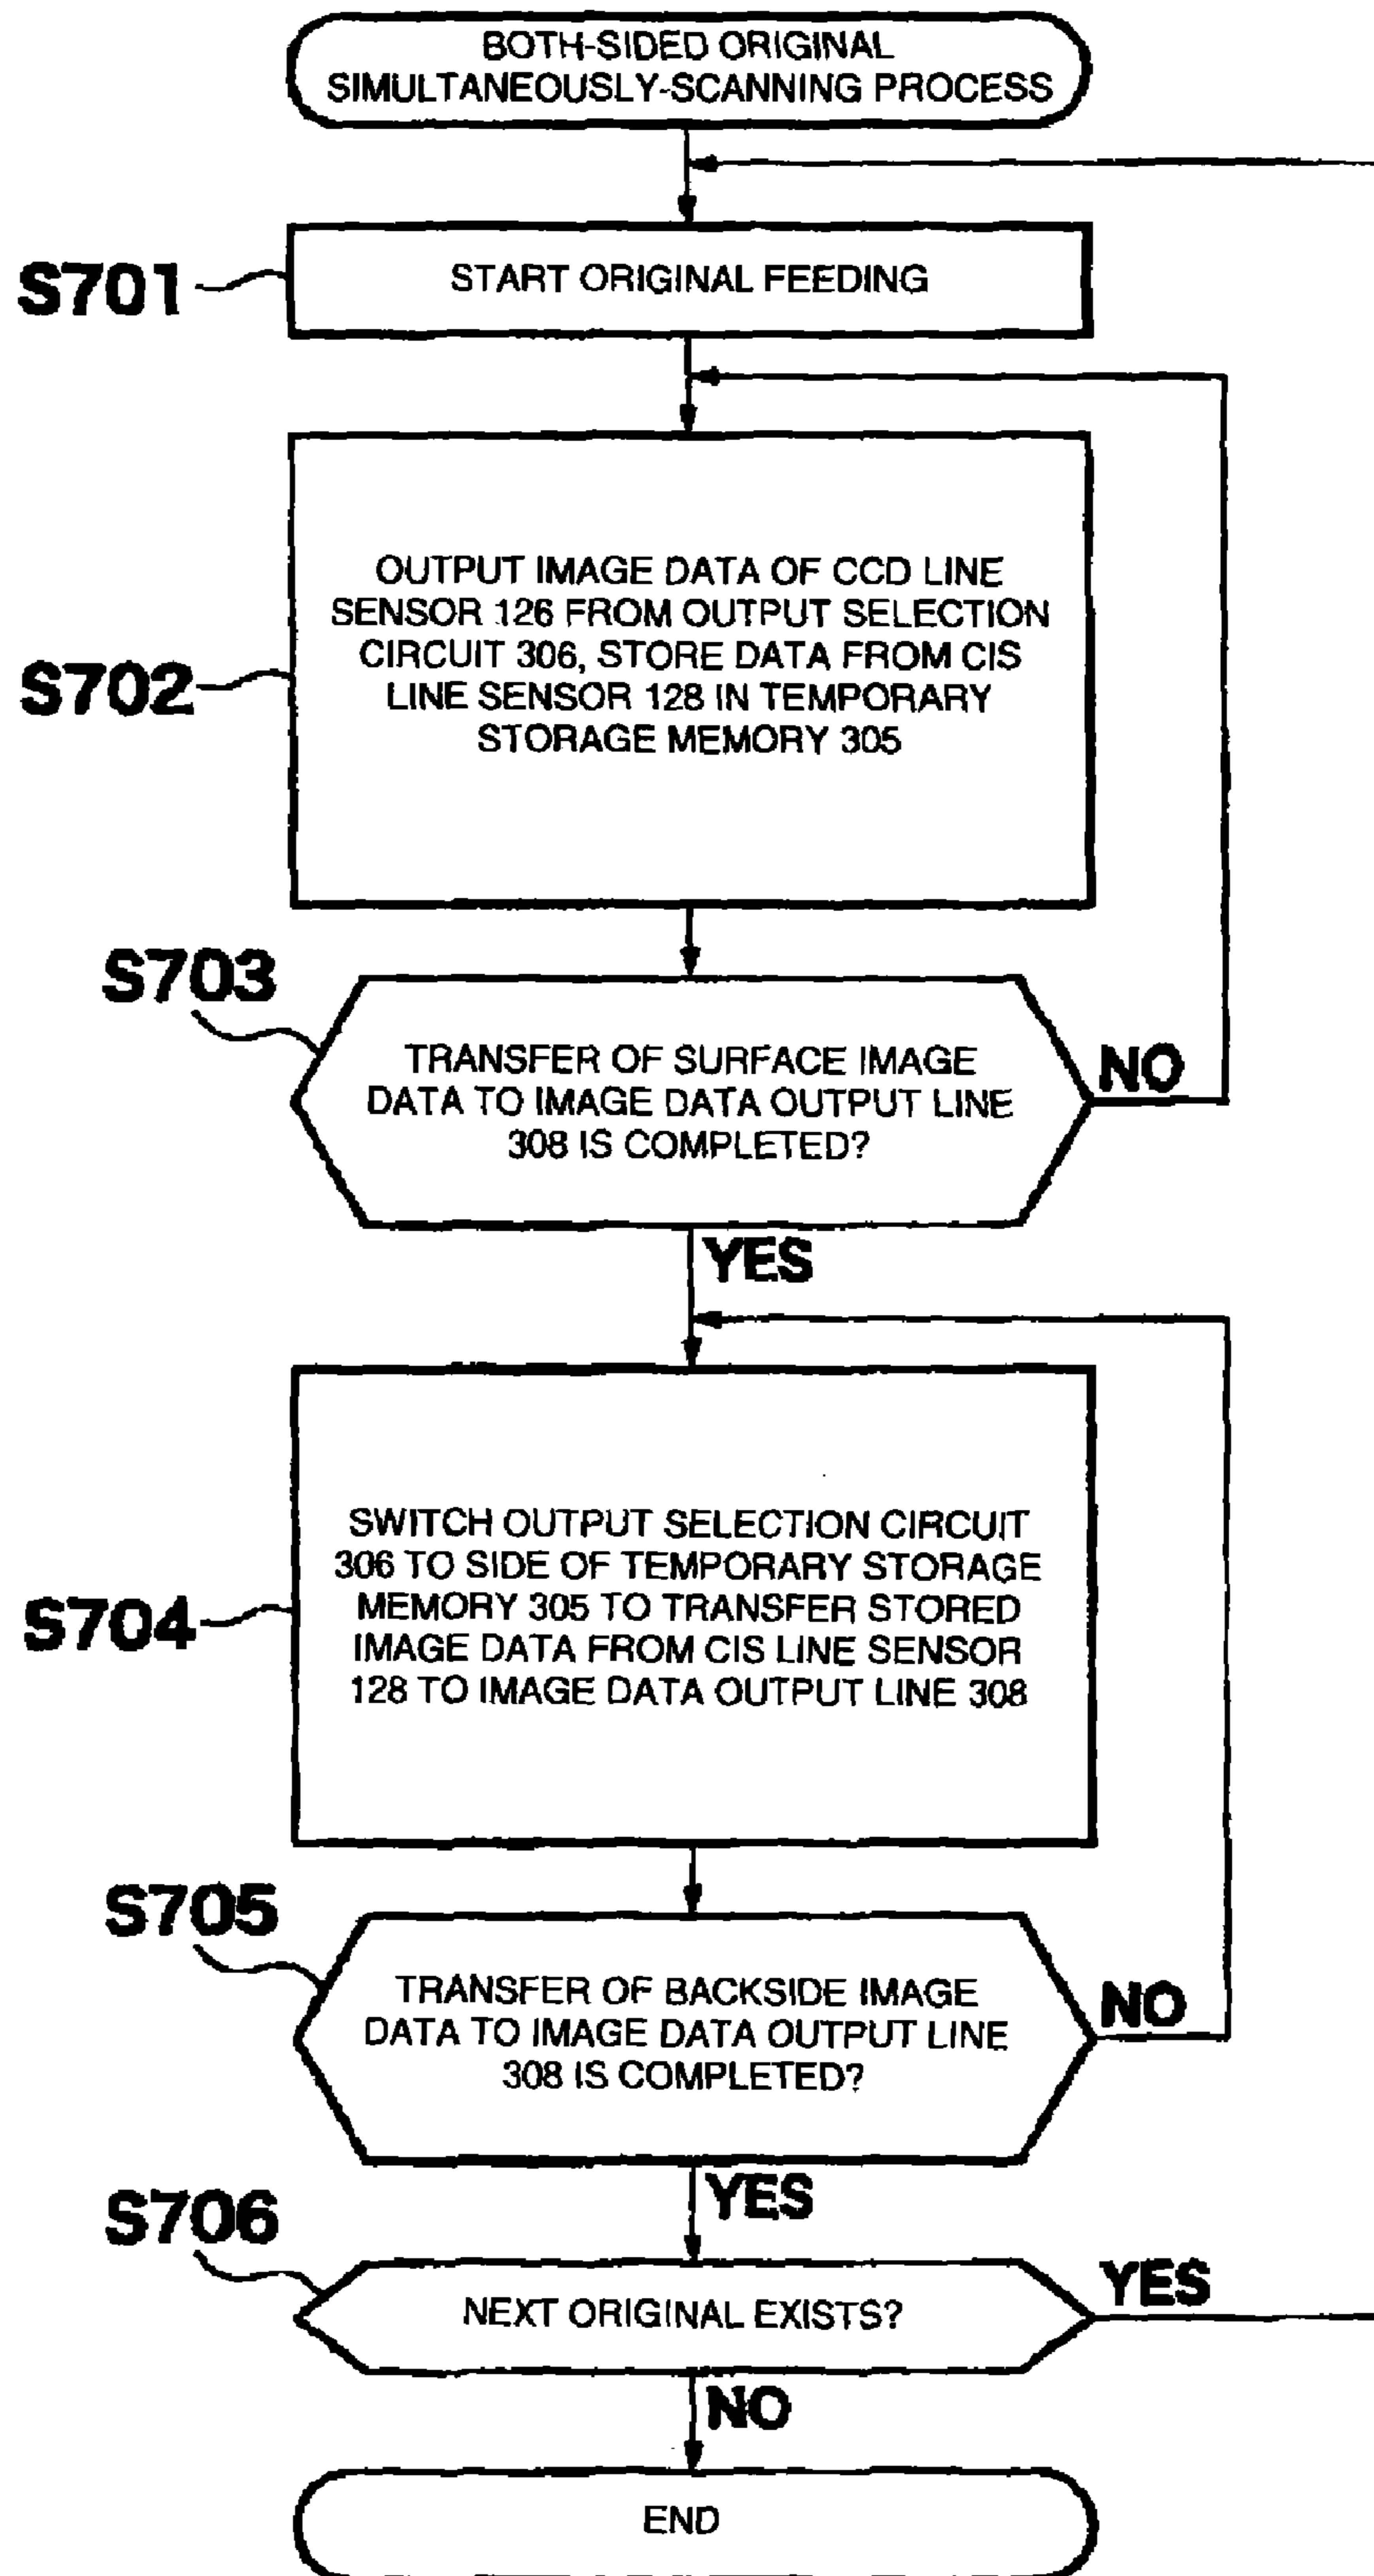 BOTH-SIDED ORIGINAL
SIMULTANEOUSLY-SCANNING PROCESS
S701
START ORIGINAL FEEDING
S702
OUTPUT IMAGE DATA OF CCD LINE
SENSOR 126 FROM OUTPUT SELECTION
CIRCUIT 306, STORE DATA FROM CIS
LINE SENSOR 128 IN TEMPORARY
STORAGE MEMORY 305
S703
TRANSFER OF SURFACE IMAGE
DATA TO IMAGE DATA OUTPUT LINE
308 IS COMPLETED?
NO
YES
S704
SWITCH OUTPUT SELECTION CIRCUIT
306 TO SIDE OF TEMPORARY STORAGE
MEMORY 305 TO TRANSFER STORED
IMAGE DATA FROM CIS LINE SENSOR
128 TO IMAGE DATA OUTPUT LINE 308
S705
TRANSFER OF BACKSIDE IMAGE
DATA TO IMAGE DATA OUTPUT LINE
308 IS COMPLETED?
NO
YES
S706
NEXT ORIGINAL EXISTS?
YES
NO
END